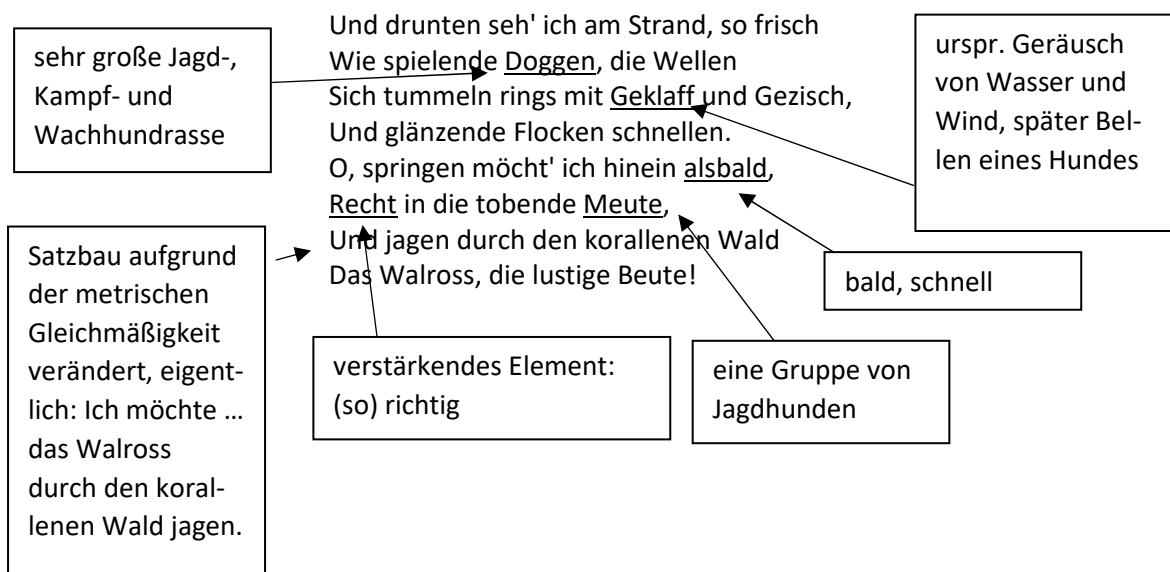 Und drunten seh' ich am Strand, so frisch
Wie spielende Doggen, die Wellen
Sich tummeln rings mit Geklaff und Gezisch,
Und glänzende Flocken schnellen.
O, springen möcht' ich hinein alsbald,
Recht in die tobende Meute,
Und jagen durch den korallenen Wald
Das Walross, die lustige Beute!
sehr große Jagd-,
Kampf- und
Wachhundrasse
urspr. Geräusch
von Wasser und
Wind, später Bel-
len eines Hundes
Satzbau aufgrund
der metrischen
Gleichmäßigkeit
verändert, eigent-
lich: Ich möchte …
das Walross
durch den koral-
lenen Wald jagen.
bald, schnell
verstärkendes Element:
(so) richtig
eine Gruppe von
Jagdhunden